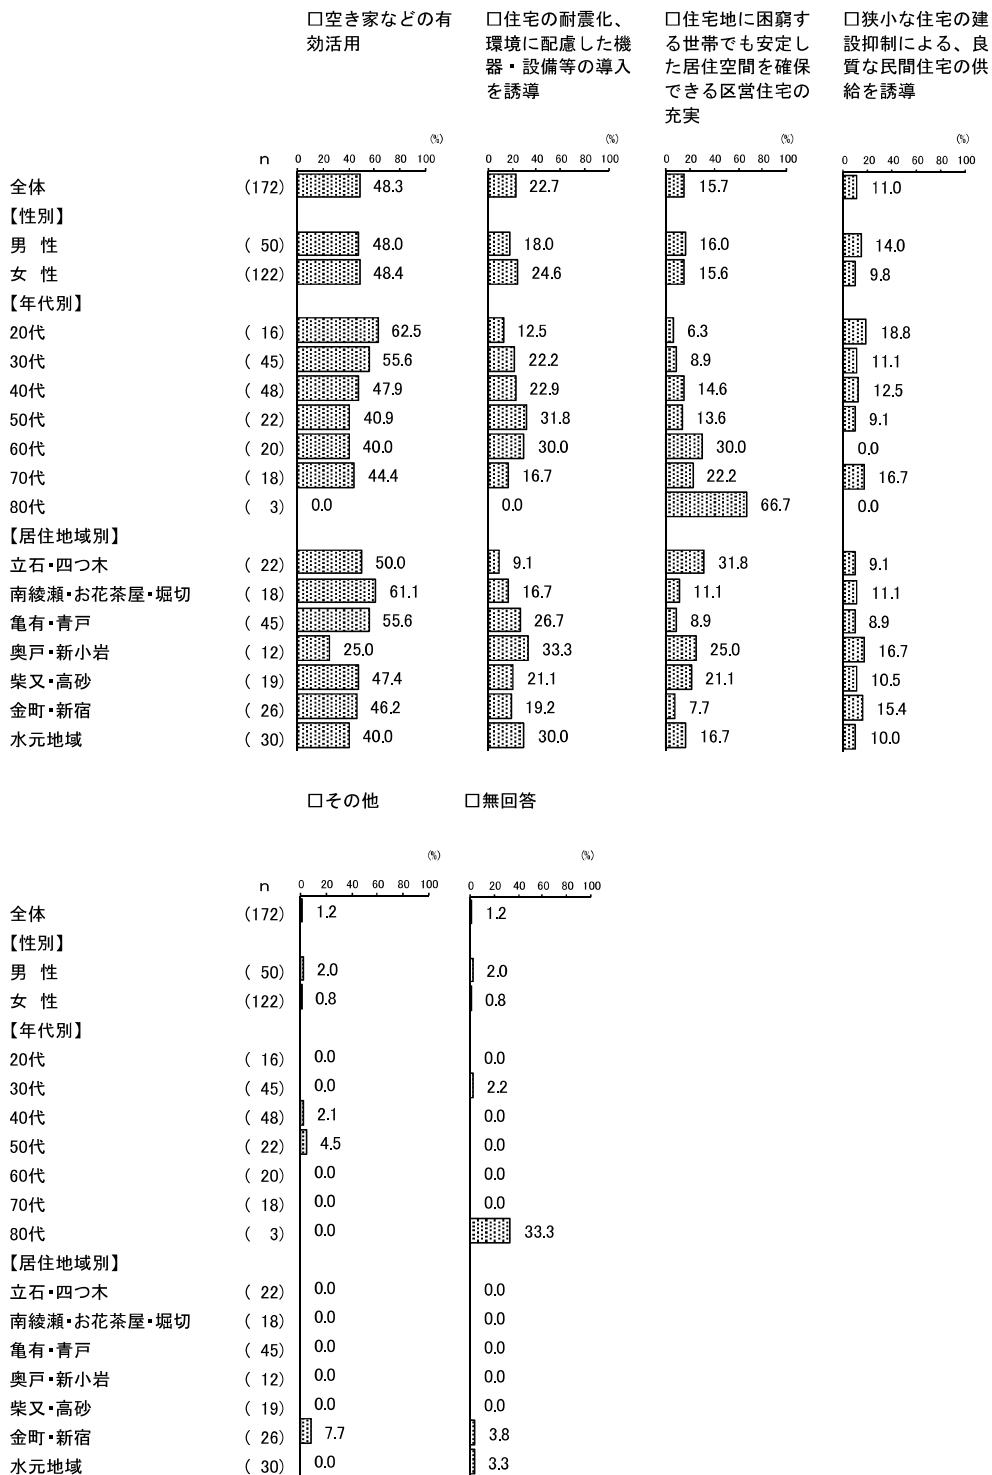 □空き家などの有
効活用
□住宅の耐震化、
環境に配慮した機
器・設備等の導入
を誘導
□住宅地に困窮す
る世帯でも安定し
た居住空間を確保
できる区営住宅の
充実
□狭小な住宅の建
設抑制による、良
質な民間住宅の供
給を誘導
(%) (%) (%) (%)
n 0 20 40 60 80 100 0 20 40 60 80 100 0 20 40 60 80 100 0 20 40 60 80 100
全体 (172) 48.3 22.7 15.7 11.0
【性別】
男 性 ( 50) 48.0 18.0 16.0 14.0
女 性 (122) 48.4 24.6 15.6 9.8
【年代別】
20代 ( 16) 62.5 12.5 6.3 18.8
30代 ( 45) 55.6 22.2 8.9 11.1
40代 ( 48) 47.9 22.9 14.6 12.5
50代 ( 22) 40.9 31.8 13.6 9.1
60代 ( 20) 40.0 30.0 30.0 0.0
70代 ( 18) 44.4 16.7 22.2 16.7
80代 ( 3) 0.0 0.0 66.7 0.0
【居住地域別】
立石・四つ木 ( 22) 50.0 9.1 31.8 9.1
南綾瀬・お花茶屋・堀切 ( 18) 61.1 16.7 11.1 11.1
亀有・青戸 ( 45) 55.6 26.7 8.9 8.9
奥戸・新小岩 ( 12) 25.0 33.3 25.0 16.7
柴又・高砂 ( 19) 47.4 21.1 21.1 10.5
金町・新宿 ( 26) 46.2 19.2 7.7 15.4
水元地域 ( 30) 40.0 30.0 16.7 10.0
□その他 □無回答
(%) (%)
n 0 20 40 60 80 100 0 20 40 60 80 100
全体 (172) 1.2 1.2
【性別】
男 性 ( 50) 2.0 2.0
女 性 (122) 0.8 0.8
【年代別】
20代 ( 16) 0.0 0.0
30代 ( 45) 0.0 2.2
40代 ( 48) 2.1 0.0
50代 ( 22) 4.5 0.0
60代 ( 20) 0.0 0.0
70代 ( 18) 0.0 0.0
80代 ( 3) 0.0 33.3
【居住地域別】
立石・四つ木 ( 22) 0.0 0.0
南綾瀬・お花茶屋・堀切 ( 18) 0.0 0.0
亀有・青戸 ( 45) 0.0 0.0
奥戸・新小岩 ( 12) 0.0 0.0
柴又・高砂 ( 19) 0.0 0.0
金町・新宿 ( 26) 7.7 3.8
水元地域 ( 30) 0.0 3.3